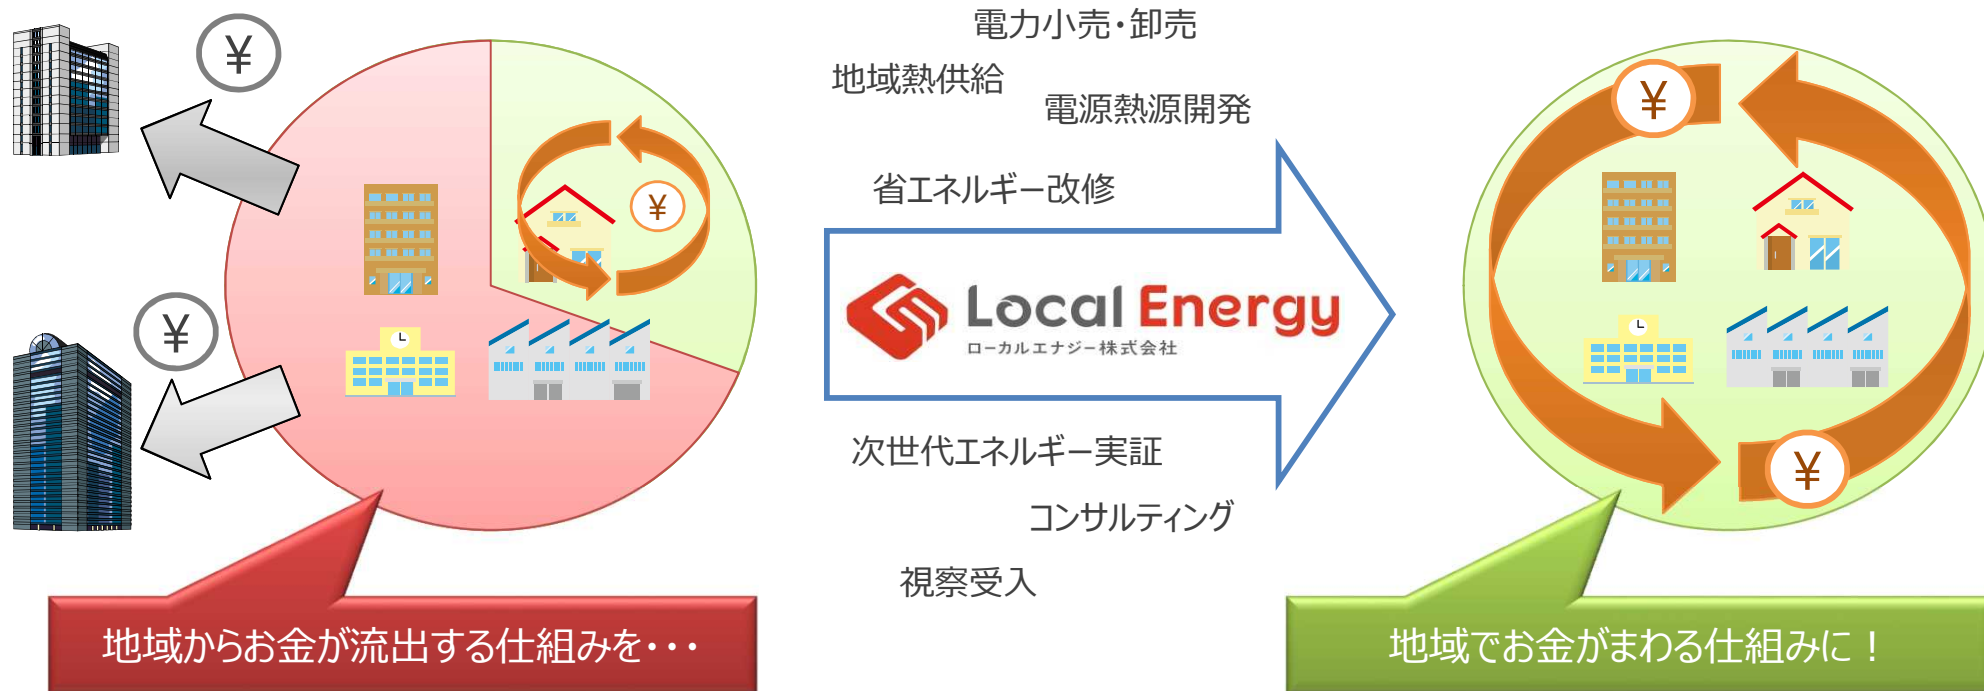 ¥
¥
¥
地域からお金が流出する仕組みを・・・
電力小売・卸売
地域熱供給
電源熱源開発
省エネルギー改修
Local Energy
ローカルエナジー株式会社
次世代エネルギー実証
コンサルティング
視察受入
¥
¥
地域でお金がまわる仕組みに！